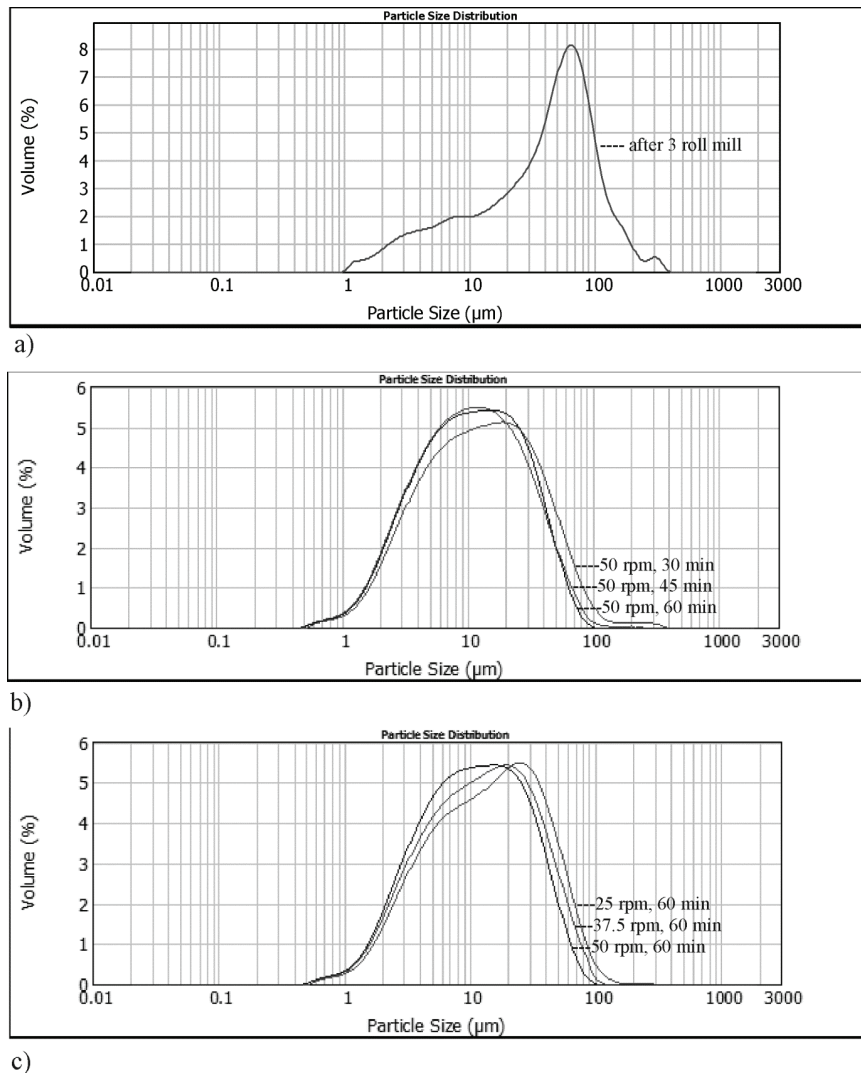 Particle Size Distribution
Volume (%)
8
7
6
5
4
3
2
1
0
after 3 roll mill
0.01 0.1 1 10 100 1000 3000
Particle Size (µm)
a)
Particle Size Distribution
Volume (%)
6
5
4
3
2
1
0
50 rpm, 30 min
50 rpm, 45 min
50 rpm, 60 min
0.01 0.1 1 10 100 1000 3000
Particle Size (µm)
b)
Particle Size Distribution
Volume (%)
6
5
4
3
2
1
0
25 rpm, 60 min
37.5 rpm, 60 min
50 rpm, 60 min
0.01 0.1 1 10 100 1000 3000
Particle Size (µm)
c)